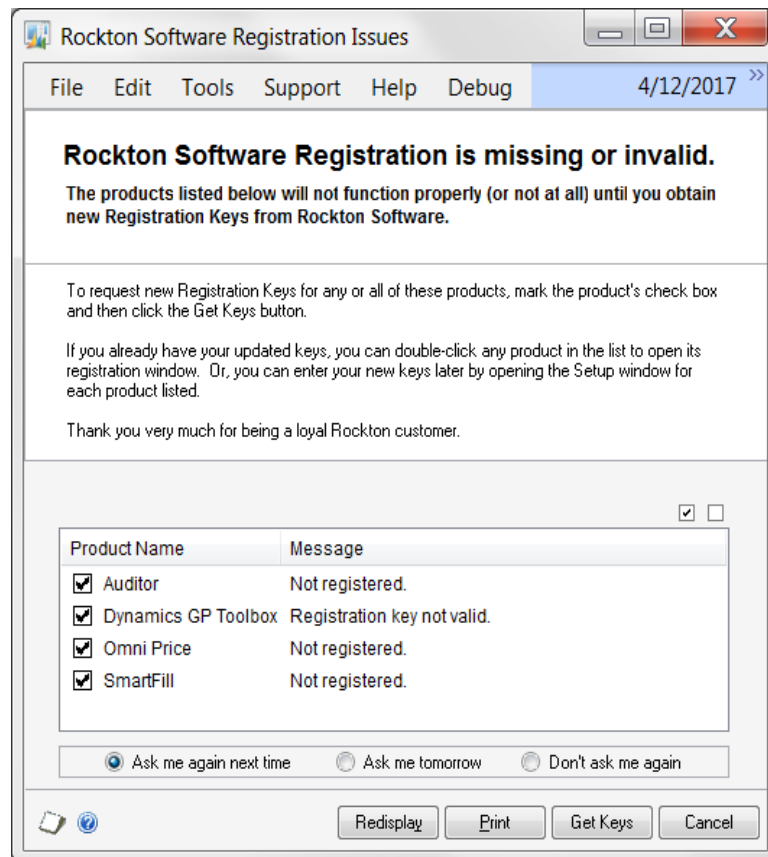 Rockton Software Registration Issues
File Edit Tools Support Help Debug 4/12/2017 »
Rockton Software Registration is missing or invalid.
The products listed below will not function properly (or not at all) until you obtain
new Registration Keys from Rockton Software.
To request new Registration Keys for any or all of these products, mark the product's check box
and then click the Get Keys button.
If you already have your updated keys, you can double-click any product in the list to open its
registration window.  Or, you can enter your new keys later by opening the Setup window for
each product listed.
Thank you very much for being a loyal Rockton customer.
Product Name Message
Auditor Not registered.
Dynamics GP Toolbox Registration key not valid.
Omni Price Not registered.
SmartFill Not registered.
Ask me again next time Ask me tomorrow Don't ask me again
Redisplay Print Get Keys Cancel